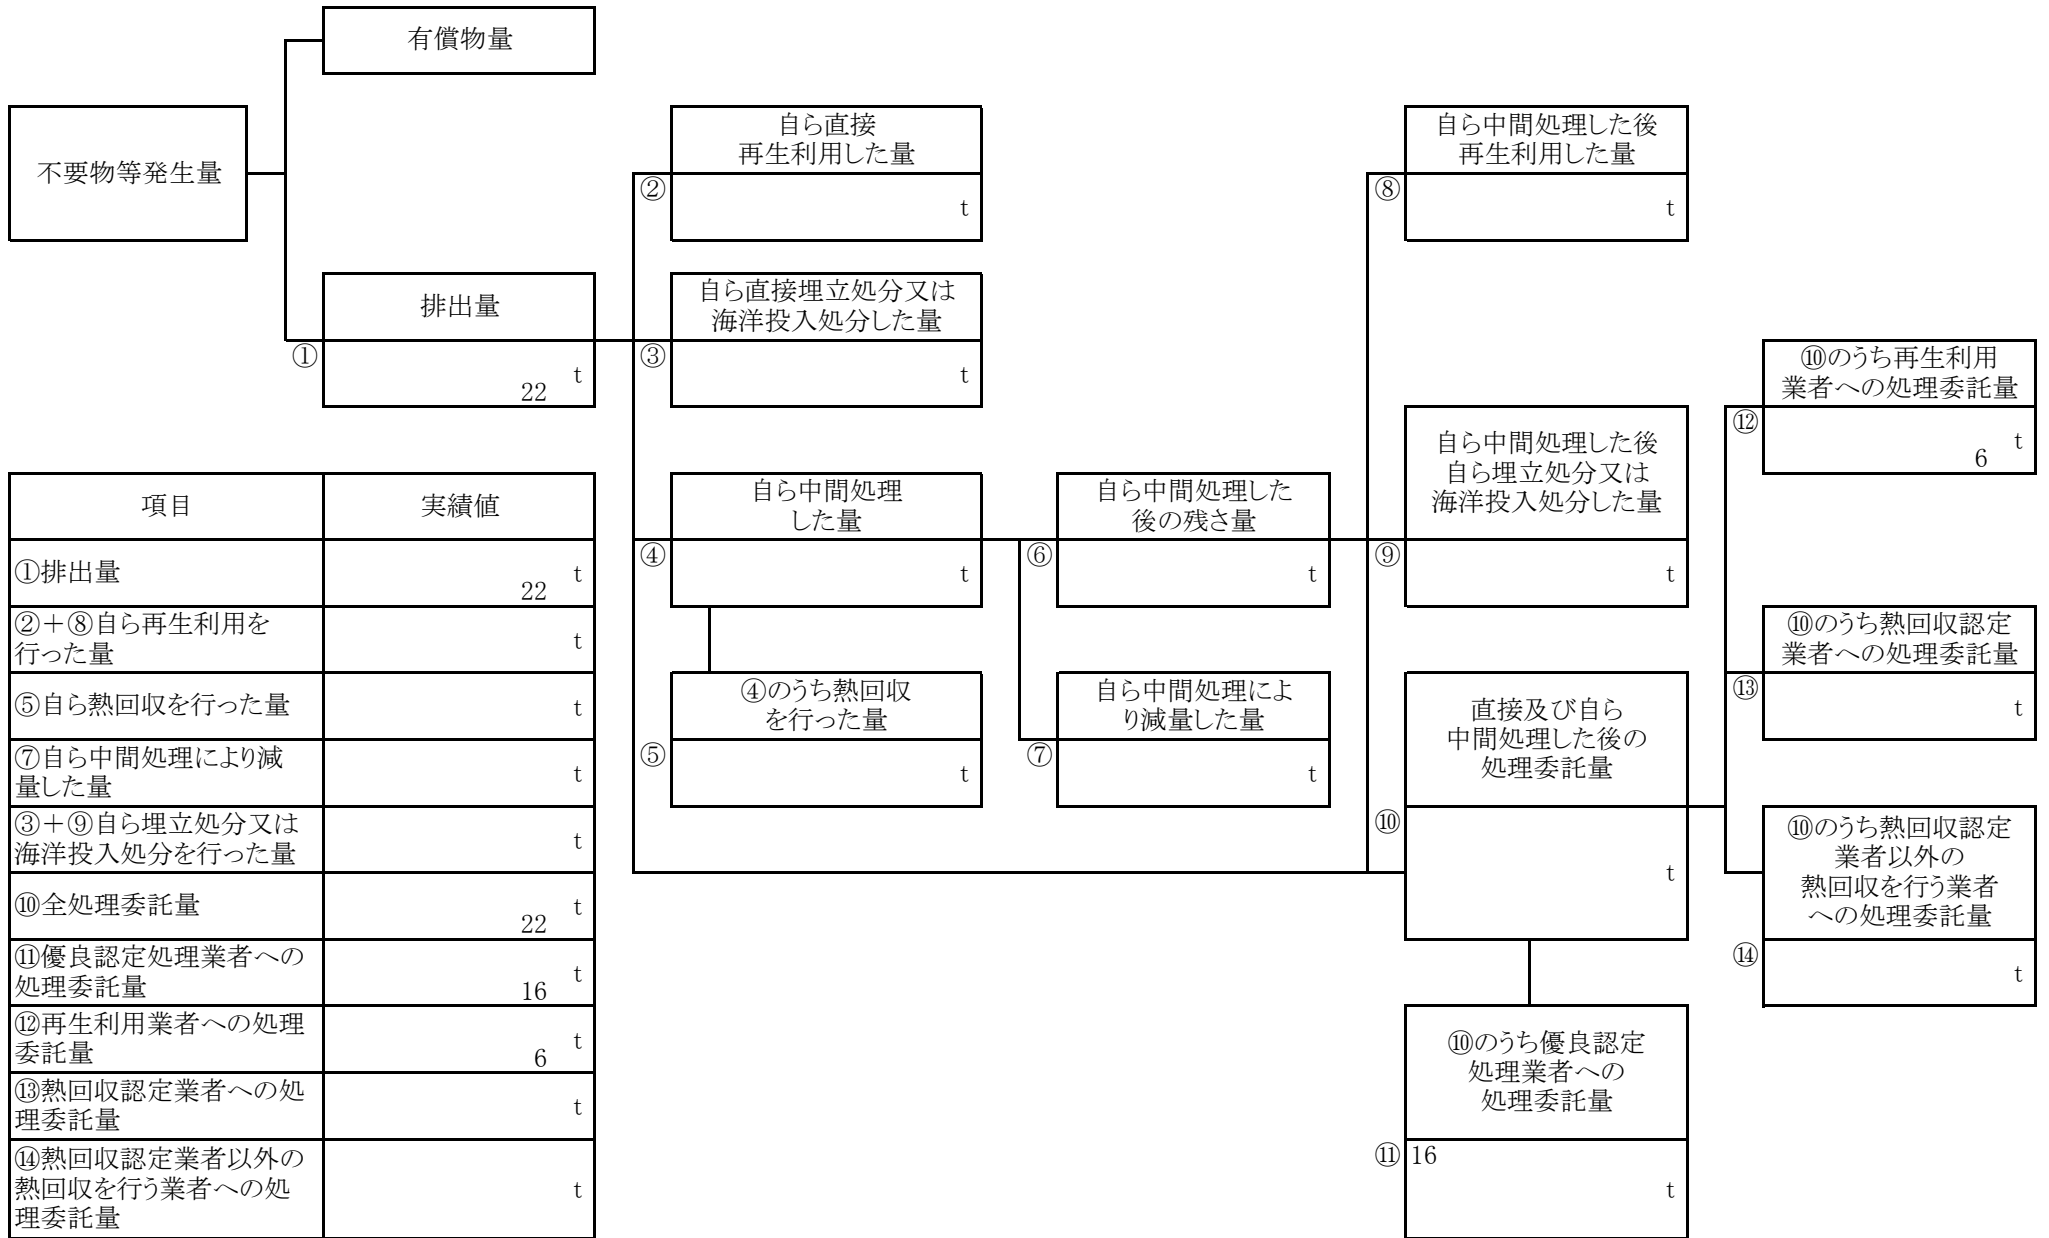 有償物量
不要物等発生量
排出量
①
t
22
自ら直接
再生利用した量
②
t
自ら直接埋立処分又は
海洋投入処分した量
③
t
自ら中間処理
した量
④
t
④のうち熱回収
を行った量
⑤
t
自ら中間処理した
後の残さ量
⑥
t
自ら中間処理によ
り減量した量
⑦
t
自ら中間処理した後
再生利用した量
⑧
t
自ら中間処理した後
自ら埋立処分又は
海洋投入処分した量
⑨
t
直接及び自ら
中間処理した後の
処理委託量
⑩
t
⑩のうち優良認定
処理業者への
処理委託量
⑪
16
t
⑩のうち再生利用
業者への処理委託量
⑫
t
6
⑩のうち熱回収認定
業者への処理委託量
⑬
t
⑩のうち熱回収認定
業者以外の
熱回収を行う業者
への処理委託量
⑭
t
項目 実績値
①排出量 22 t
②＋⑧自ら再生利用を
行った量 t
⑤自ら熱回収を行った量 t
⑦自ら中間処理により減
量した量 t
③＋⑨自ら埋立処分又は
海洋投入処分を行った量 t
⑩全処理委託量 22 t
⑪優良認定処理業者への
処理委託量 16 t
⑫再生利用業者への処理
委託量 6 t
⑬熱回収認定業者への処
理委託量 t
⑭熱回収認定業者以外の
熱回収を行う業者への処 t
理委託量